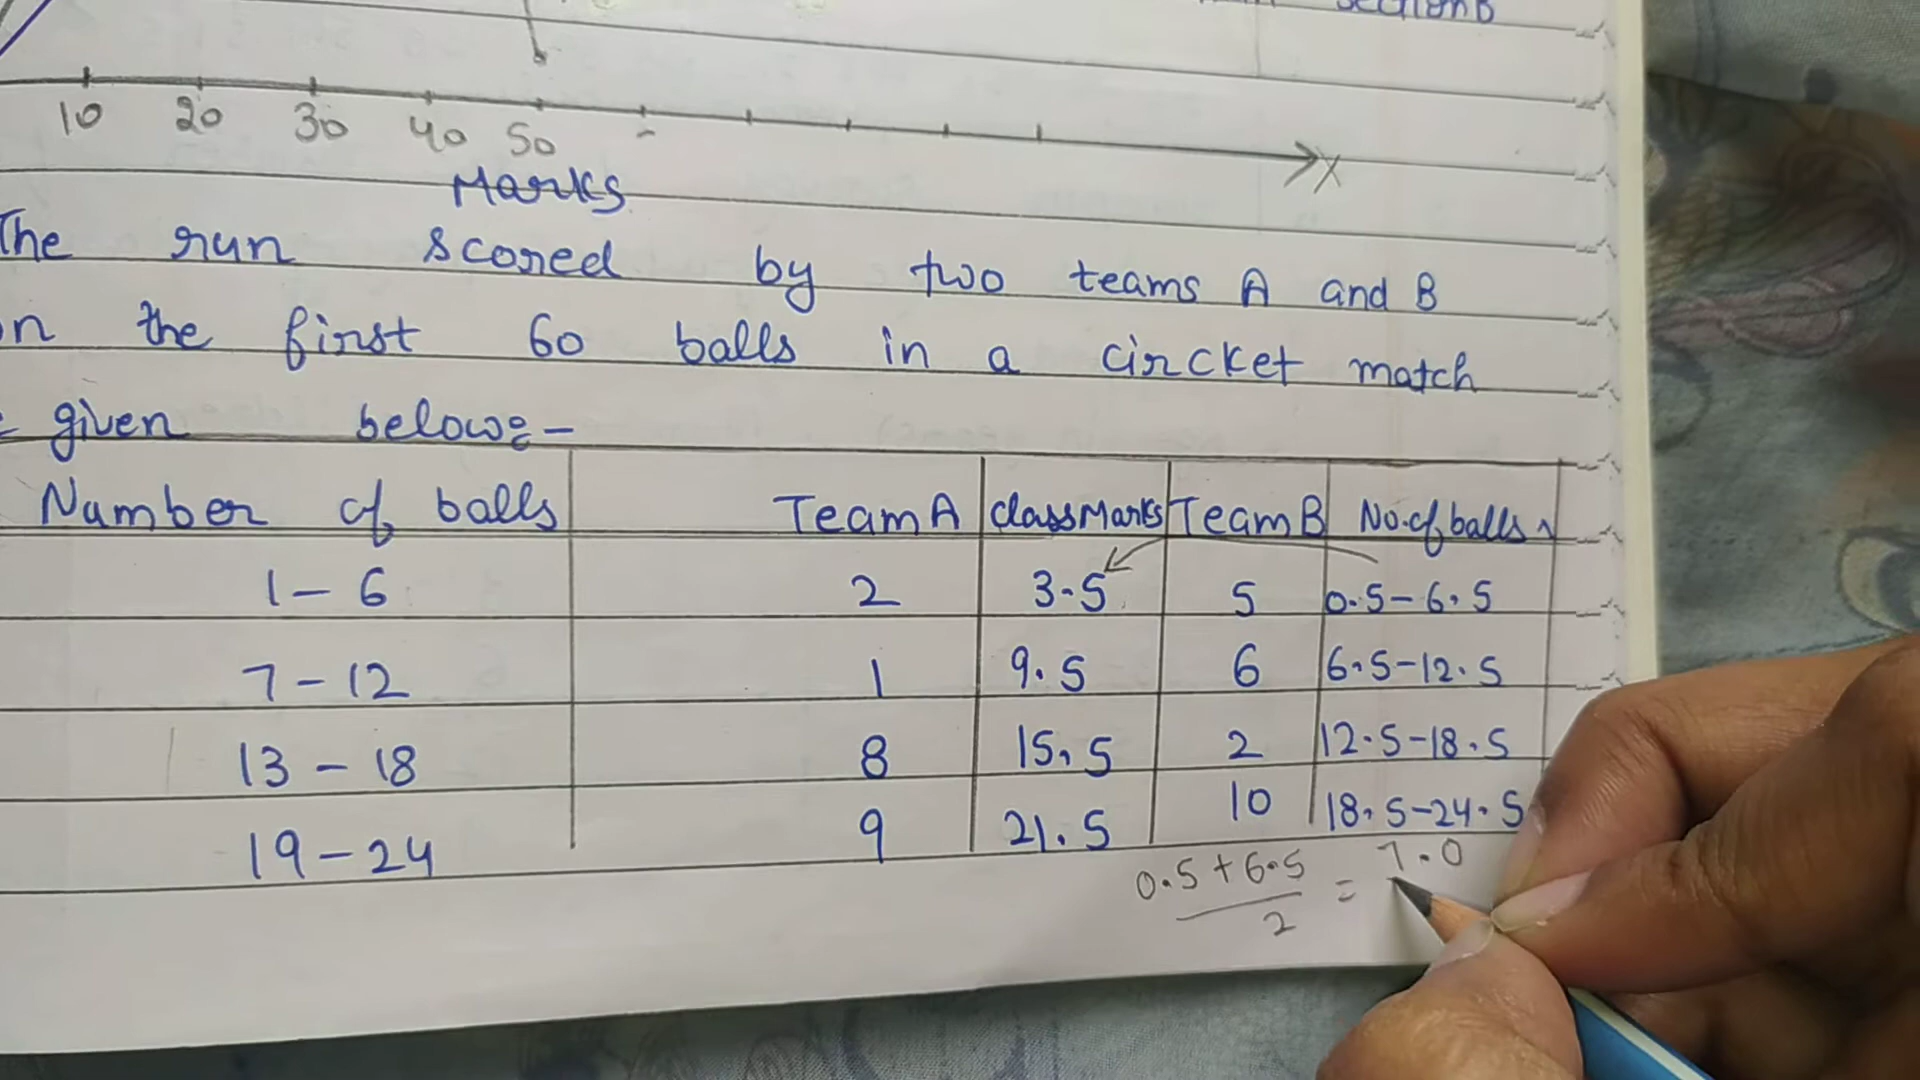 section B
10 20 30 40 50
X
Marks
The run scored by two teams A and B
on the first 60 balls in a circket match
given below:-
Number of balls Team A class Marks Team B No. of balls
1 - 6 2 3.5 5 0.5 - 6.5
7 - 12 1 9.5 6 6.5 - 12.5
13 - 18 8 15.5 2 12.5 - 18.5
19 - 24 9 21.5 10 18.5 - 24.5
0.5 + 6.5 / 2 = 7.0